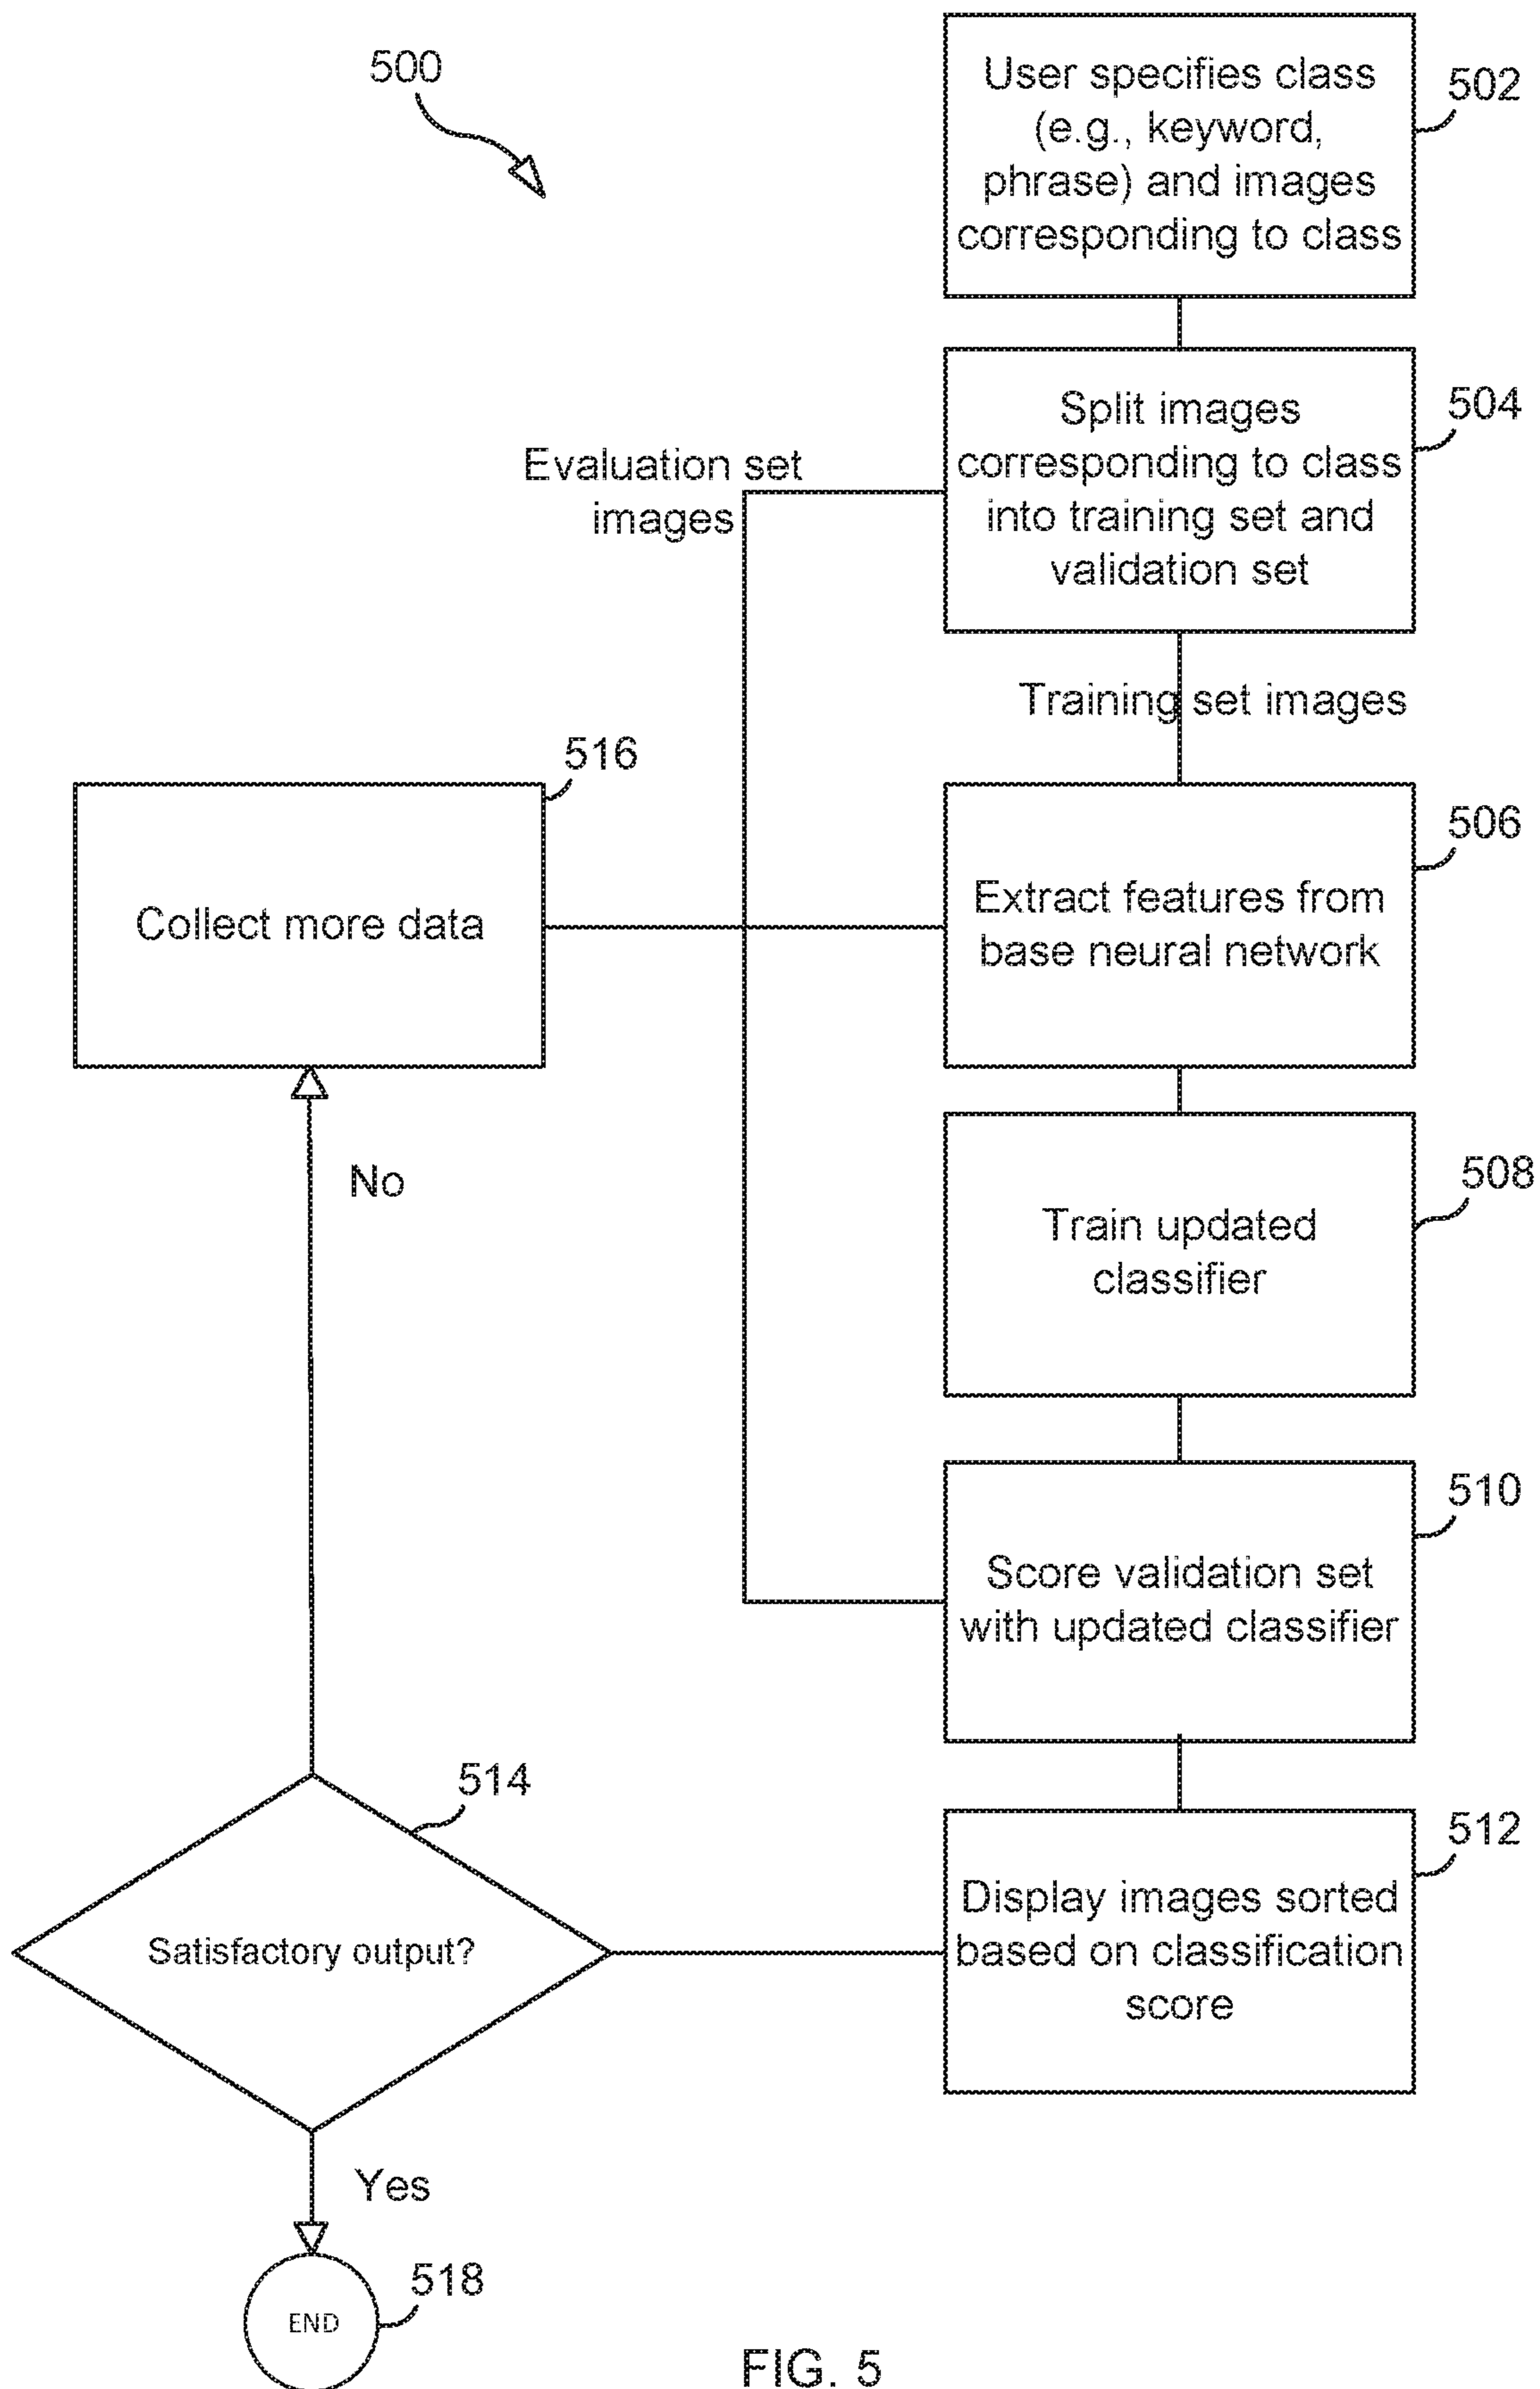 500
User specifies class
(e.g., keyword,
phrase) and images
corresponding to class
502
Split images
corresponding to class
into training set and
validation set
504
Evaluation set
images
Training set images
516
Collect more data
Extract features from
base neural network
506
No
Train updated
classifier
508
Score validation set
with updated classifier
510
514
Satisfactory output?
Display images sorted
based on classification
score
512
Yes
END
518
FIG. 5